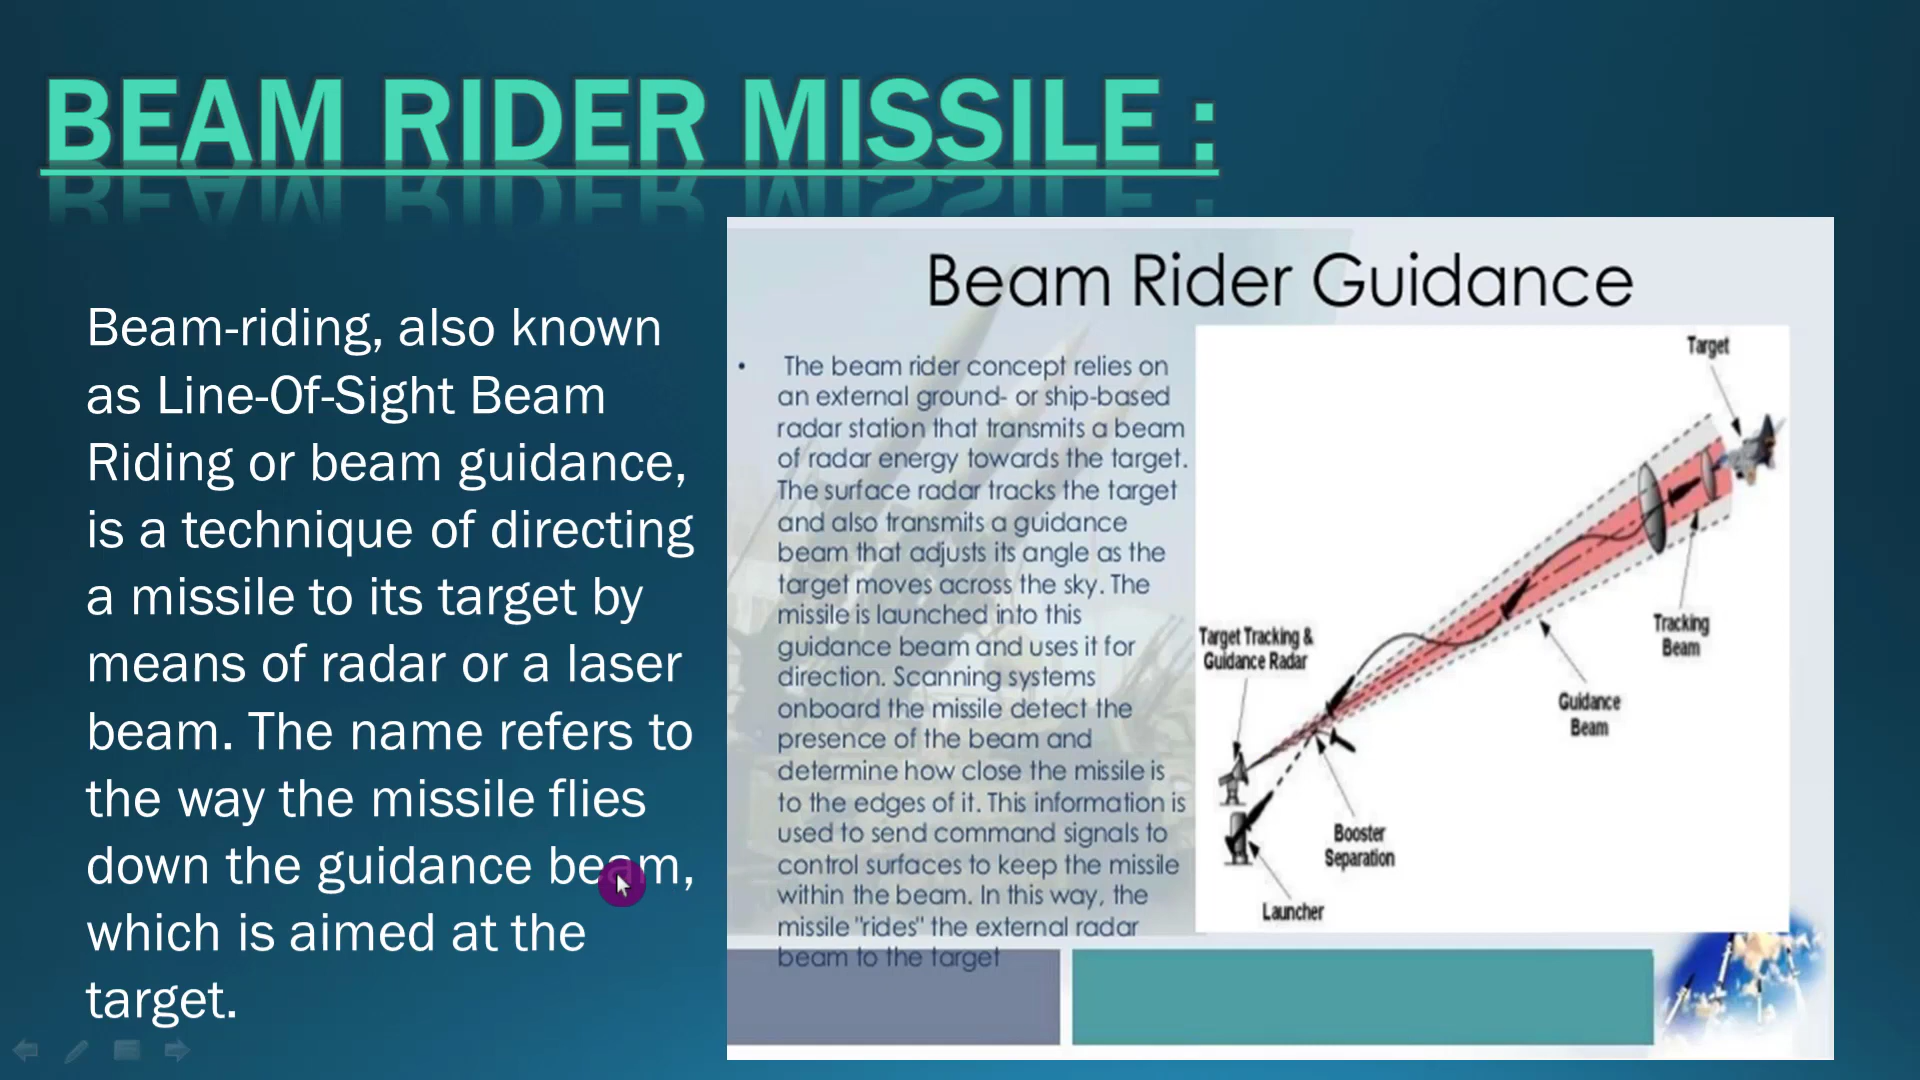 BEAM RIDER MISSILE :
Beam-riding, also known
as Line-Of-Sight Beam
Riding or beam guidance,
is a technique of directing
a missile to its target by
means of radar or a laser
beam. The name refers to
the way the missile flies
down the guidance beam,
which is aimed at the
target.
Beam Rider Guidance
• The beam rider concept relies on
an external ground- or ship-based
radar station that transmits a beam
of radar energy towards the target.
The surface radar tracks the target
and also transmits a guidance
beam that adjusts its angle as the
target moves across the sky. The
missile is launched into this
guidance beam and uses it for
direction. Scanning systems
onboard the missile detect the
presence of the beam and
determine how close the missile is
to the edges of it. This information is
used to send command signals to
control surfaces to keep the missile
within the beam. In this way, the
missile "rides" the external radar
beam to the target
Target
Target Tracking &
Guidance Radar
Tracking
Beam
Guidance
Beam
Booster
Separation
Launcher